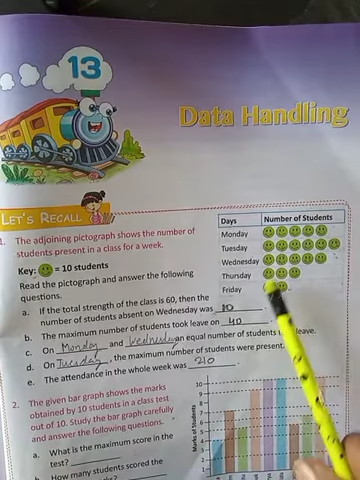 13
Data Handling
LET'S RECALL
1. The adjoining pictograph shows the number of
students present in a class for a week.
Key: = 10 students
Read the pictograph and answer the following
questions.
Days Number of Students
Monday
Tuesday
Wednesday
Thursday
Friday
a. If the total strength of the class is 60, then the
number of students absent on Wednesday was 10
b. The maximum number of students took leave on 40
c. On Monday and Wednesday an equal number of students leave.
d. On Tuesday, the maximum number of students were present.
e. The attendance in the whole week was 210
2. The given bar graph shows the marks
obtained by 10 students in a class test
out of 10. Study the bar graph carefully
and answer the following questions.
a. What is the maximum score in the
test?
b. How many students scored the
Marks of Students
10
9
8
7
6
5
4
3
2
1